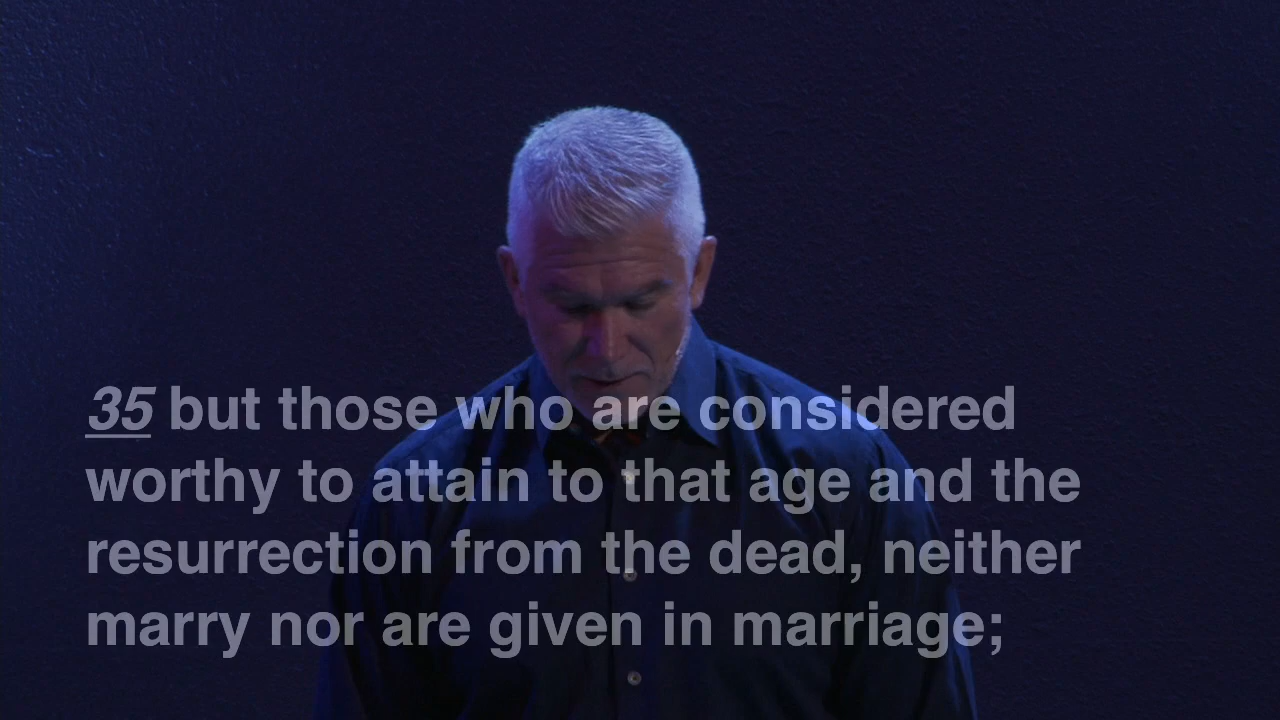 35 but those who are considered
worthy to attain to that age and the
resurrection from the dead, neither
marry nor are given in marriage;